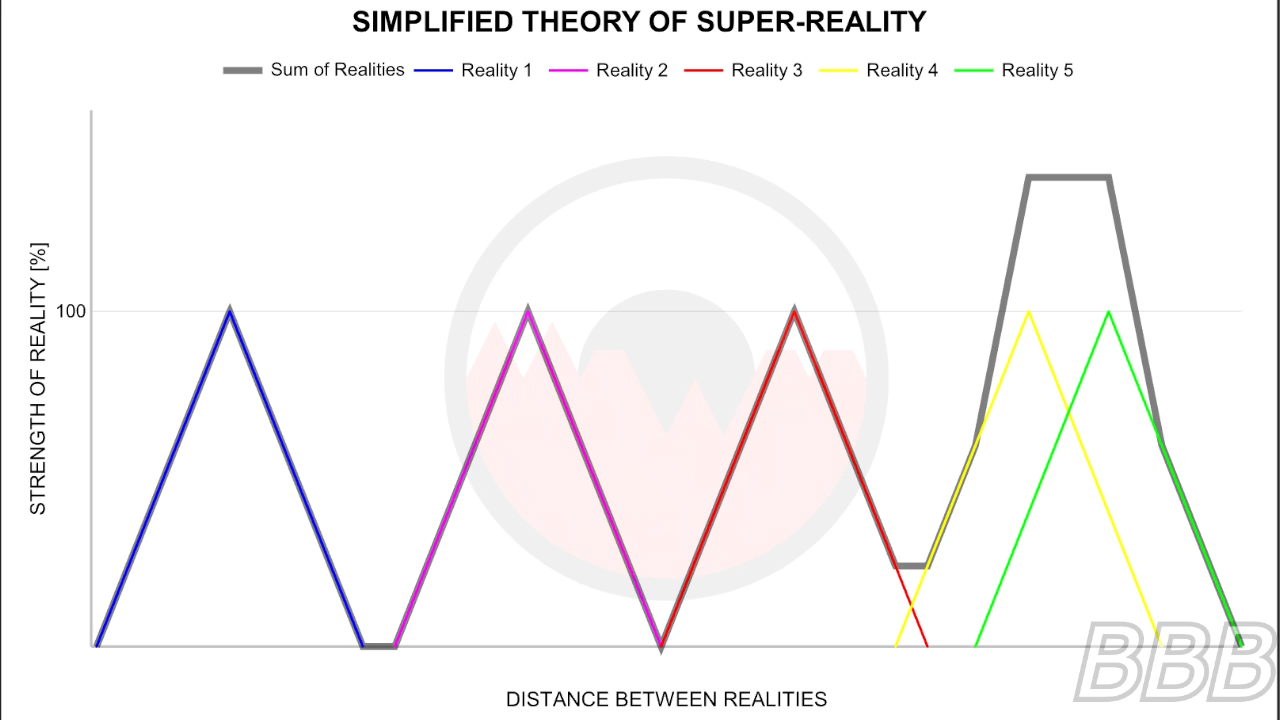 SIMPLIFIED THEORY OF SUPER-REALITY
Sum of Realities Reality 1 Reality 2 Reality 3 Reality 4 Reality 5
STRENGTH OF REALITY [%]
100
DISTANCE BETWEEN REALITIES
BBB